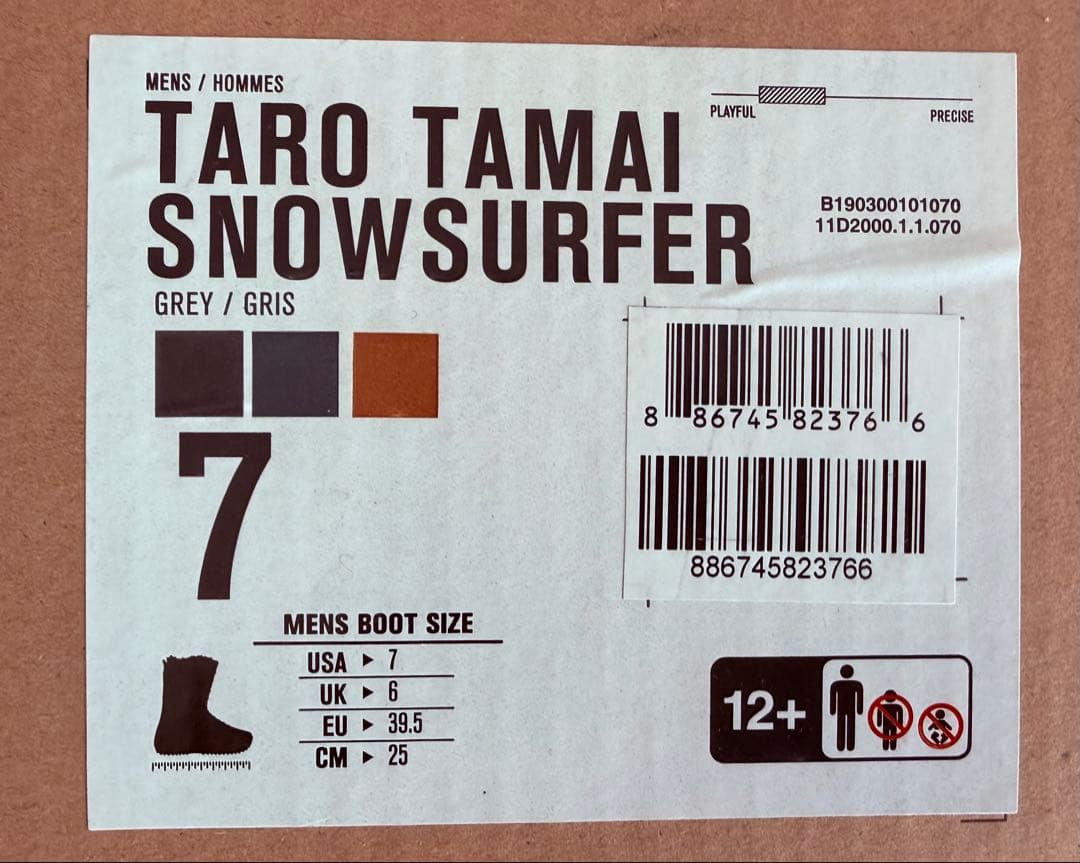 MENS / HOMMES
TARO TAMAI
SNOWSURFER
GREY / GRIS
PLAYFUL PRECISE
B190300101070
11D2000.1.1.070
8 86745 82376 6
886745823766
7
MENS BOOT SIZE
USA ► 7
UK ► 6
EU ► 39.5
CM ► 25
12+